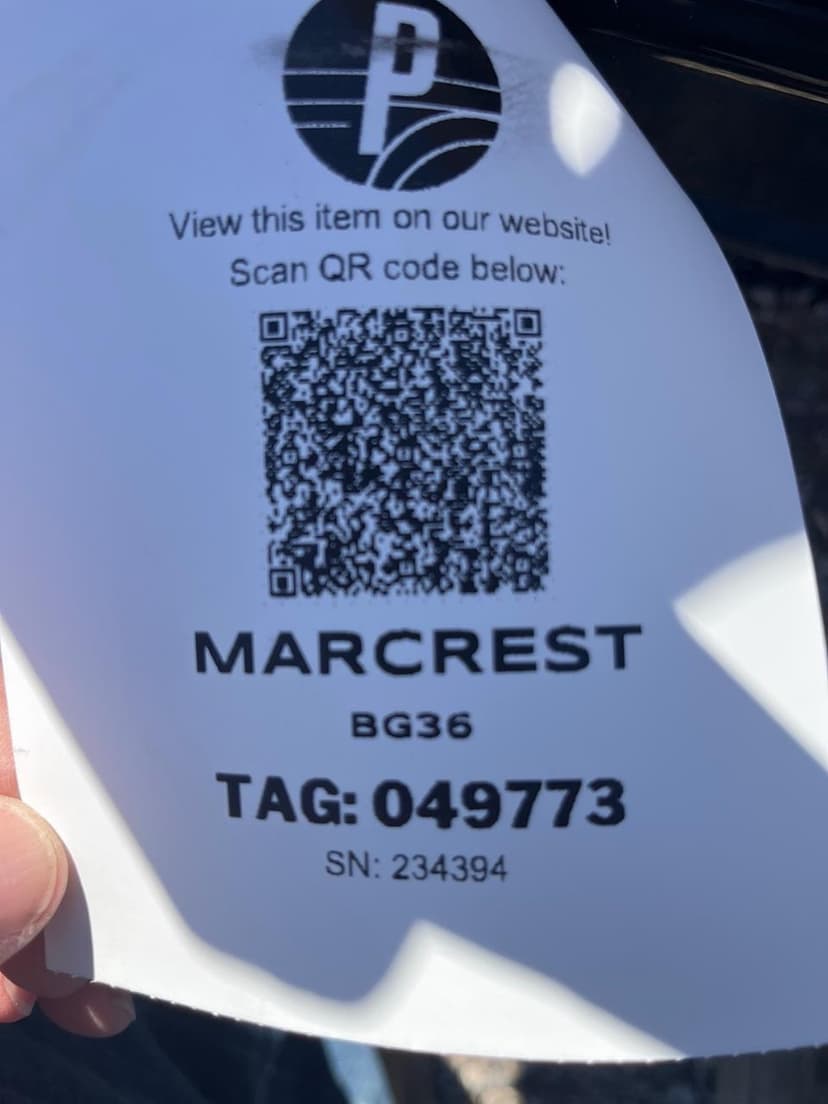 P
View this item on our website!
Scan QR code below:
MARCREST
BG36
TAG: 049773
SN: 234394